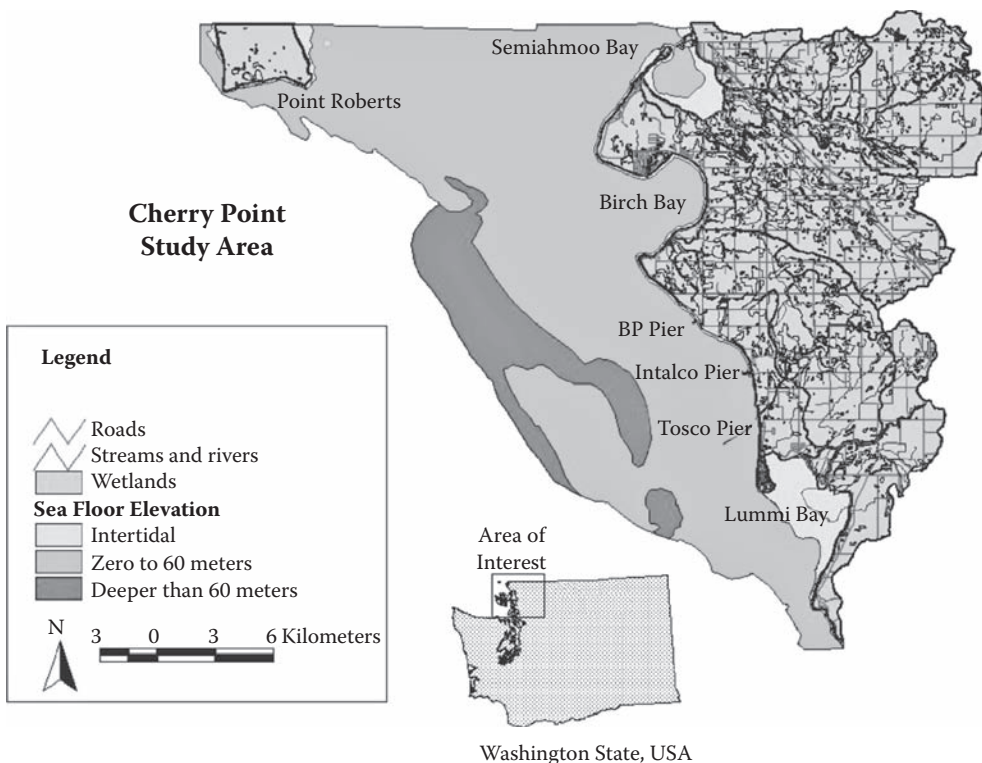 Semiahmoo Bay
Point Roberts
Cherry Point
Study Area
Birch Bay
BP Pier
Intalco Pier
Tosco Pier
Lummi Bay
Legend
Roads
Streams and rivers
Wetlands
Sea Floor Elevation
Intertidal
Zero to 60 meters
Deeper than 60 meters
N
3 0 3 6 Kilometers
Area of
Interest
Washington State, USA